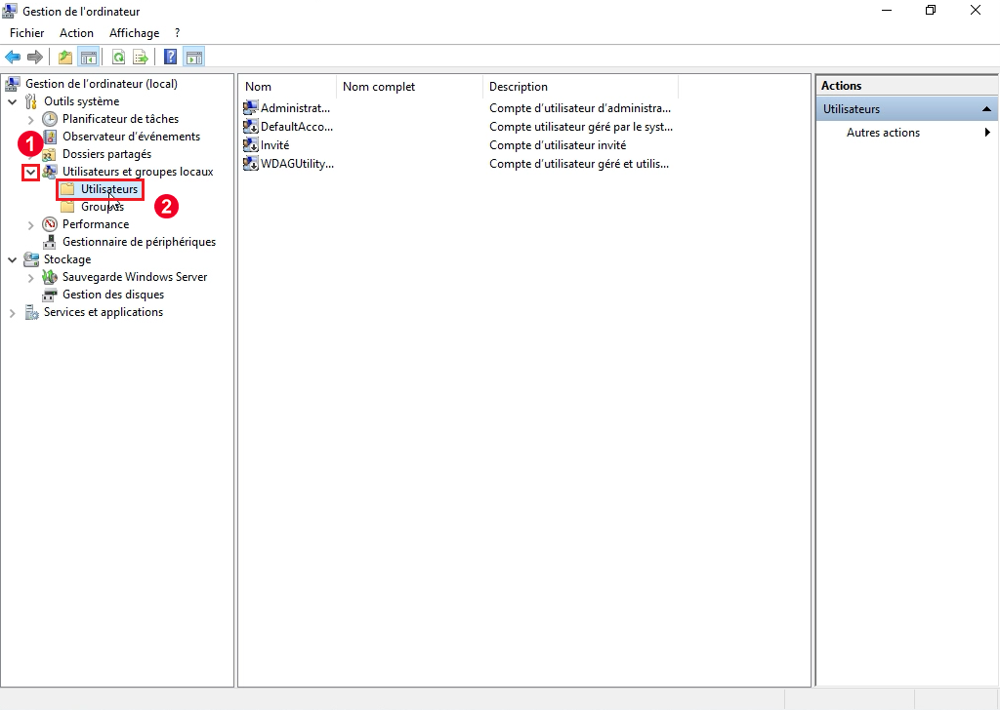 Gestion de l'ordinateur
Fichier Action Affichage ?
Gestion de l'ordinateur (local)
Outils système
Planificateur de tâches
Observateur d'événements
1
Dossiers partagés
Utilisateurs et groupes locaux
Utilisateurs
2
Groupes
Performance
Gestionnaire de périphériques
Stockage
Sauvegarde Windows Server
Gestion des disques
Services et applications
Nom Nom complet Description
Administrat... Compte d'utilisateur d'administra...
DefaultAcco... Compte utilisateur géré par le syst...
Invité Compte d'utilisateur invité
WDAGUtility... Compte d'utilisateur géré et utilis...
Actions
Utilisateurs
Autres actions